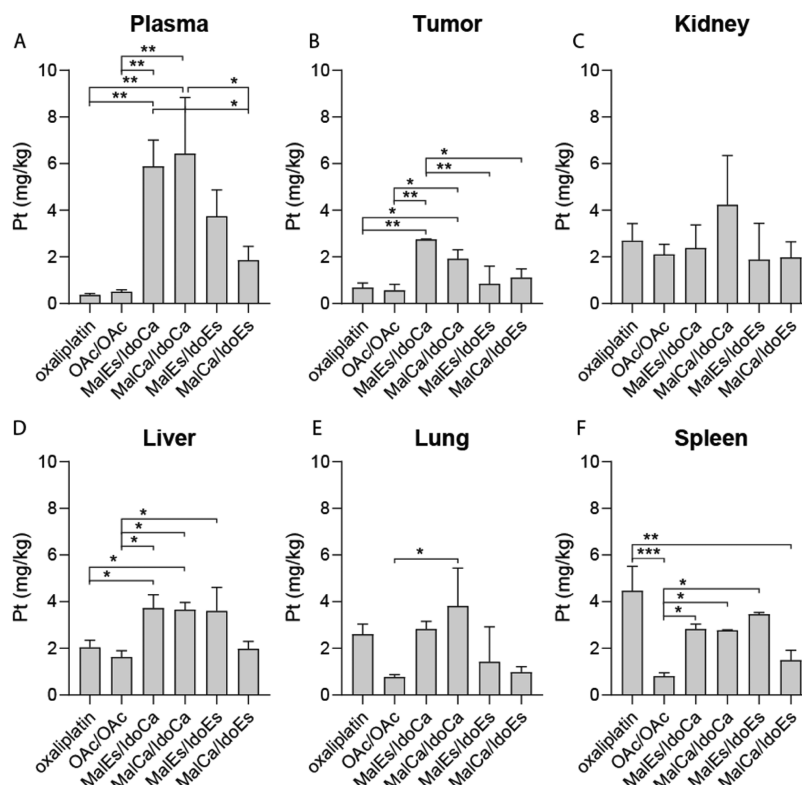 A
Plasma
Pt (mg/kg)
10
8
6
4
2
0
**
**
**
**
*
*
oxaliplatin
OAc/OAc
MalEs/IdoCa
MalCa/IdoCa
MalEs/IdoEs
MalCa/IdoEs
B
Tumor
Pt (mg/kg)
10
8
6
4
2
0
*
**
*
**
*
**
oxaliplatin
OAc/OAc
MalEs/IdoCa
MalCa/IdoCa
MalEs/IdoEs
MalCa/IdoEs
C
Kidney
Pt (mg/kg)
10
8
6
4
2
0
oxaliplatin
OAc/OAc
MalEs/IdoCa
MalCa/IdoCa
MalEs/IdoEs
MalCa/IdoEs
D
Liver
Pt (mg/kg)
10
8
6
4
2
0
*
*
*
*
*
oxaliplatin
OAc/OAc
MalEs/IdoCa
MalCa/IdoCa
MalEs/IdoEs
MalCa/IdoEs
E
Lung
Pt (mg/kg)
10
8
6
4
2
0
*
oxaliplatin
OAc/OAc
MalEs/IdoCa
MalCa/IdoCa
MalEs/IdoEs
MalCa/IdoEs
F
Spleen
Pt (mg/kg)
10
8
6
4
2
0
**
***
*
*
*
oxaliplatin
OAc/OAc
MalEs/IdoCa
MalCa/IdoCa
MalEs/IdoEs
MalCa/IdoEs